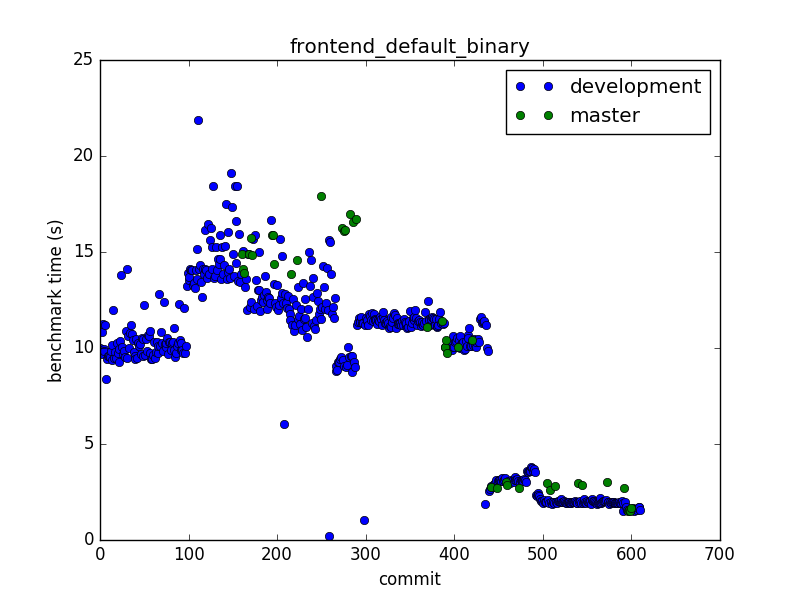 frontend_default_binary
development
master
benchmark time (s)
25
20
15
10
5
0
0 100 200 300 400 500 600 700
commit